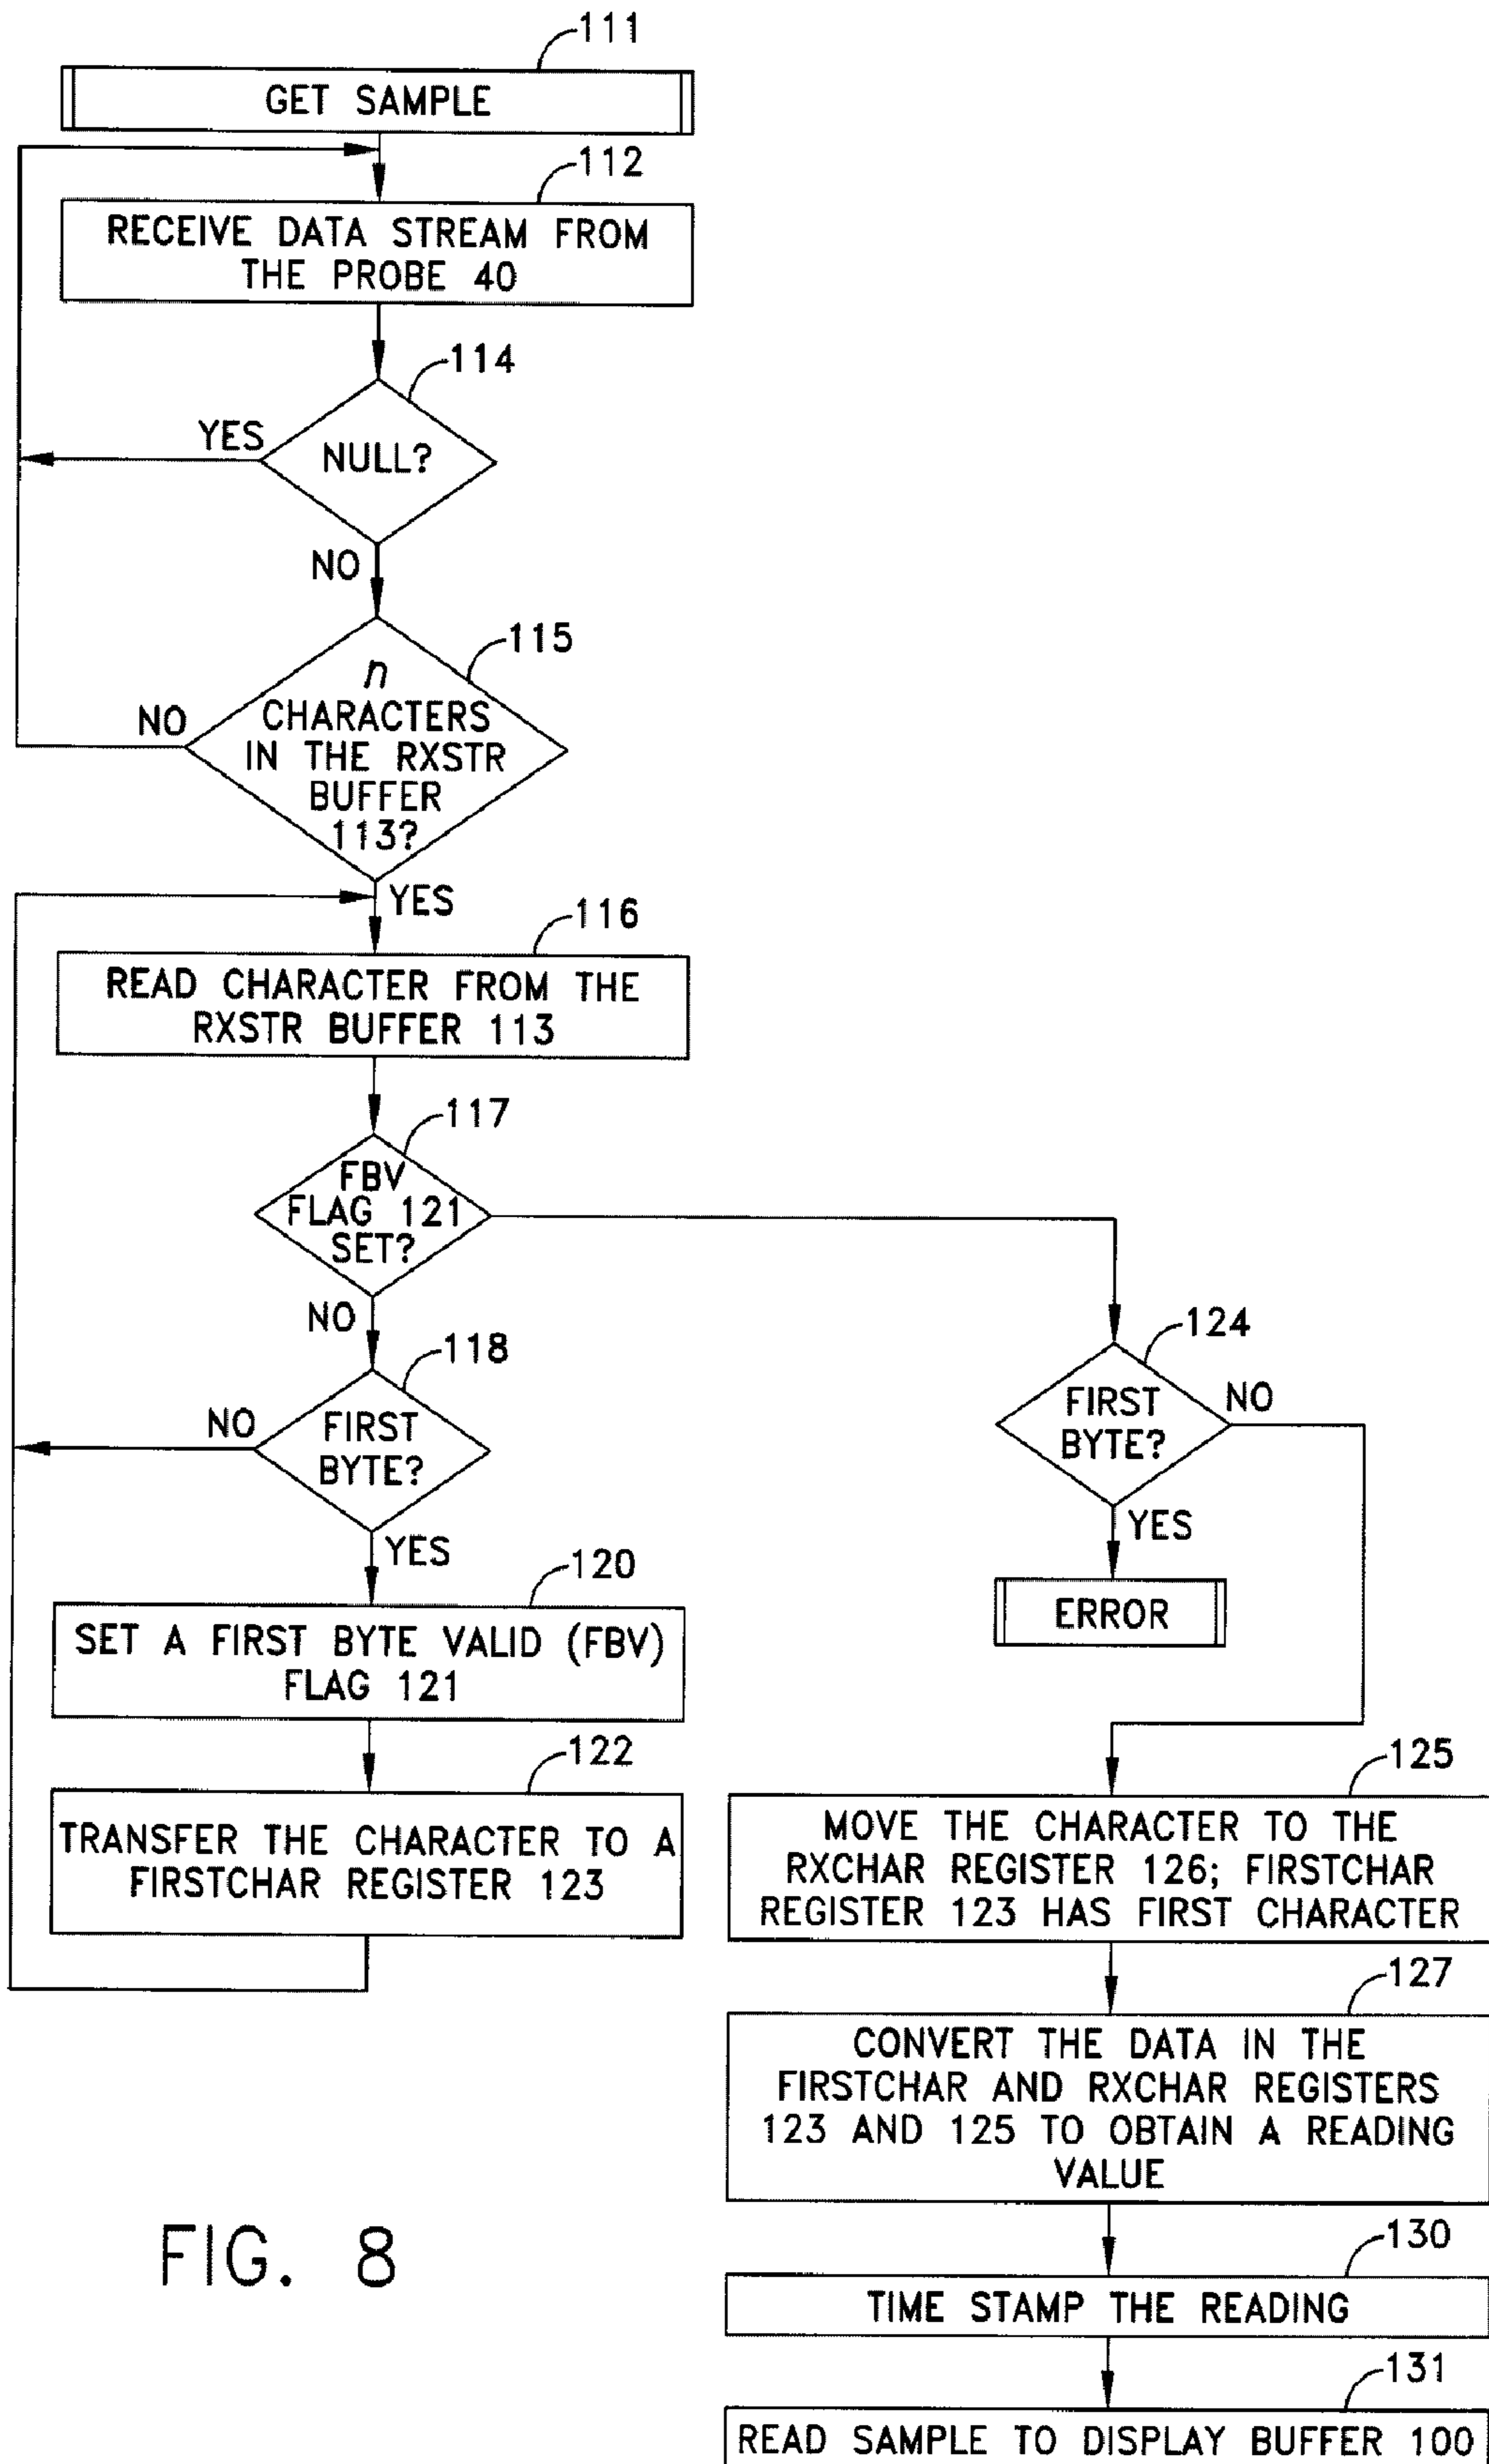 111
GET SAMPLE
112
RECEIVE DATA STREAM FROM
THE PROBE 40
114
YES
NULL?
NO
115
n
CHARACTERS
IN THE RXSTR
BUFFER
113?
NO
YES
116
READ CHARACTER FROM THE
RXSTR BUFFER 113
117
FBV
FLAG 121
SET?
NO
118
NO
FIRST
BYTE?
YES
120
SET A FIRST BYTE VALID (FBV)
FLAG 121
122
TRANSFER THE CHARACTER TO A
FIRSTCHAR REGISTER 123
124
FIRST
BYTE?
NO
YES
ERROR
125
MOVE THE CHARACTER TO THE
RXCHAR REGISTER 126; FIRSTCHAR
REGISTER 123 HAS FIRST CHARACTER
127
CONVERT THE DATA IN THE
FIRSTCHAR AND RXCHAR REGISTERS
123 AND 125 TO OBTAIN A READING
VALUE
130
TIME STAMP THE READING
131
READ SAMPLE TO DISPLAY BUFFER 100
FIG. 8